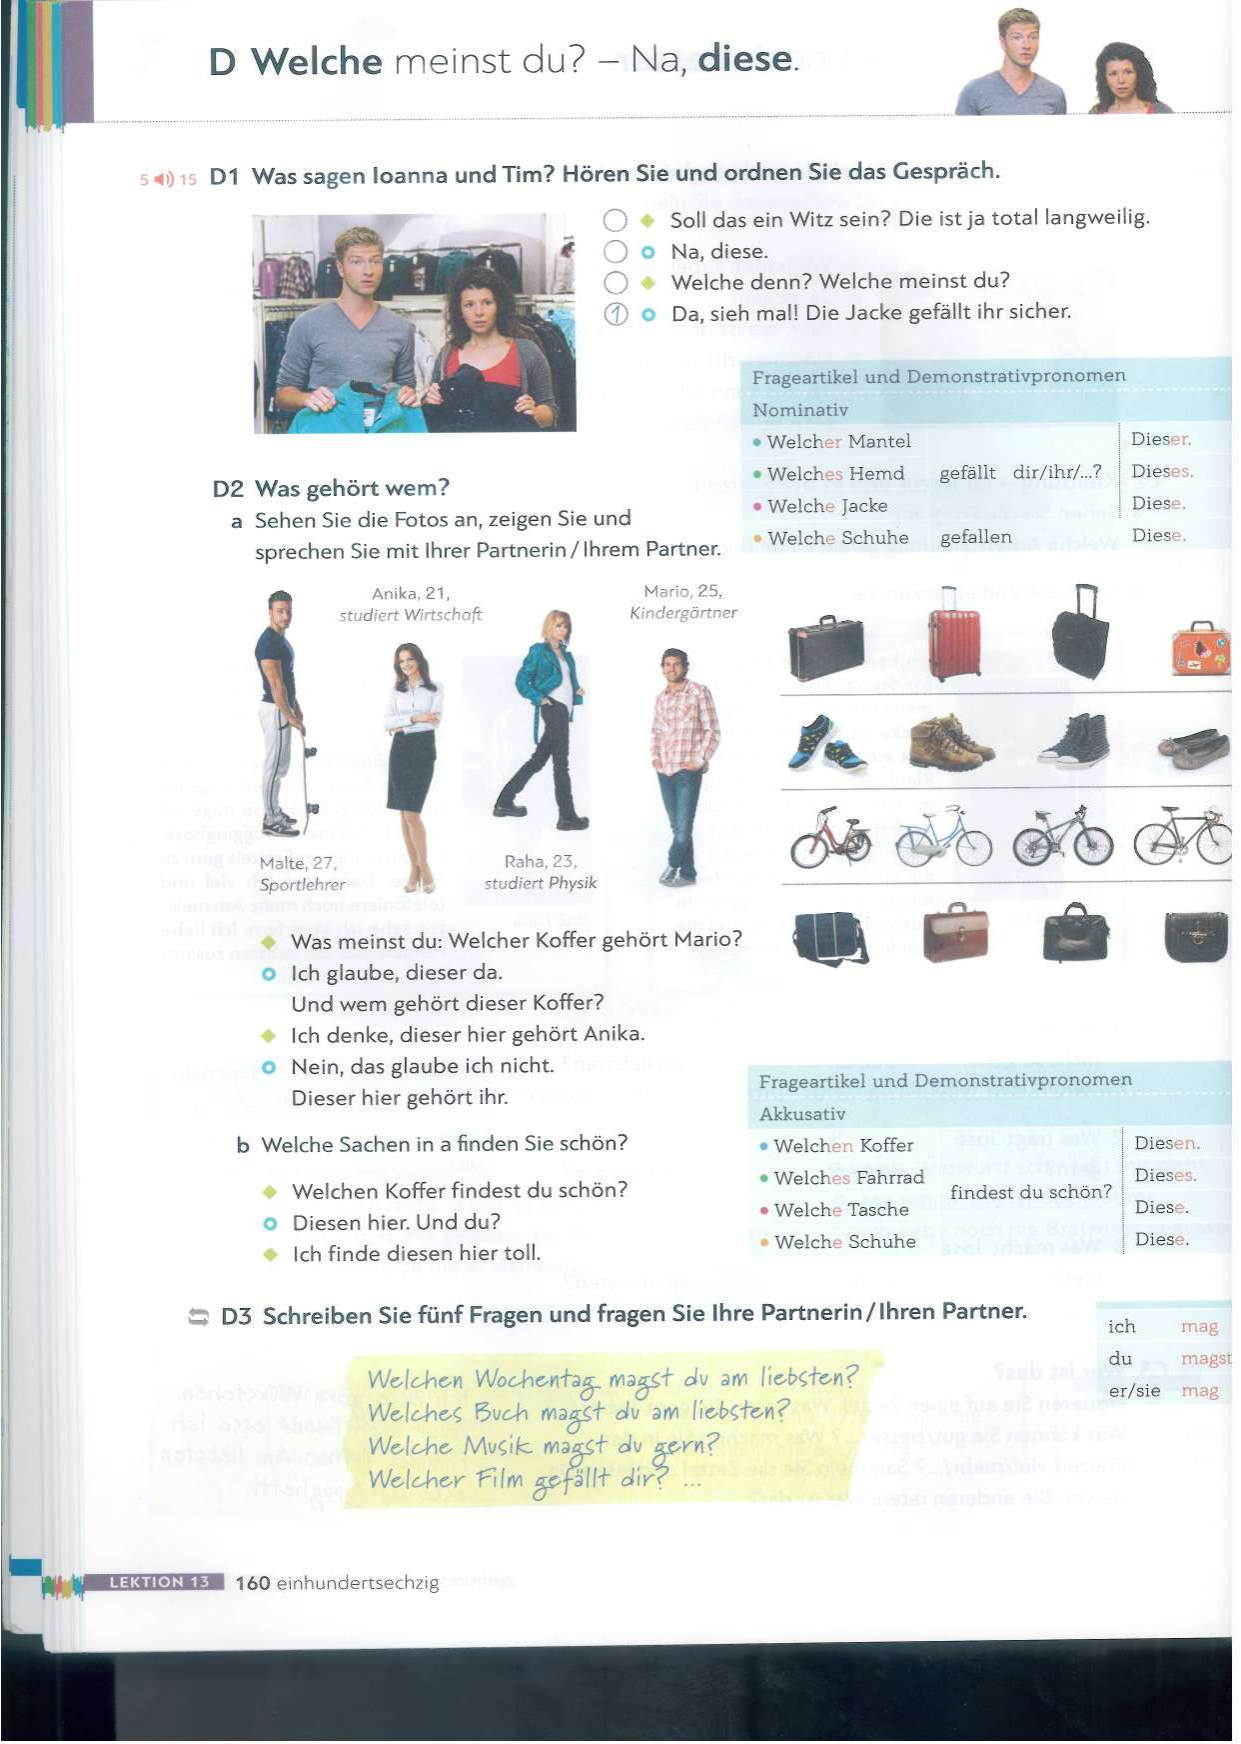 D Welche meinst du? – Na, diese.
5 15 D1 Was sagen Ioanna und Tim? Hören Sie und ordnen Sie das Gespräch.
Soll das ein Witz sein? Die ist ja total langweilig.
Na, diese.
Welche denn? Welche meinst du?
1 Da, sieh mal! Die Jacke gefällt ihr sicher.
Frageartikel und Demonstrativpronomen
Nominativ
• Welcher Mantel Dieser.
• Welches Hemd gefällt dir/ihr/...? Dieses.
• Welche Jacke Diese.
• Welche Schuhe gefallen Diese.
D2 Was gehört wem?
a Sehen Sie die Fotos an, zeigen Sie und
sprechen Sie mit Ihrer Partnerin / Ihrem Partner.
Anika, 21,
studiert Wirtschaft
Mario, 25,
Kindergärtner
Malte, 27,
Sportlehrer
Raha, 23,
studiert Physik
Was meinst du: Welcher Koffer gehört Mario?
Ich glaube, dieser da.
Und wem gehört dieser Koffer?
Ich denke, dieser hier gehört Anika.
Nein, das glaube ich nicht.
Dieser hier gehört ihr.
Frageartikel und Demonstrativpronomen
Akkusativ
• Welchen Koffer Diesen.
• Welches Fahrrad findest du schön? Dieses.
• Welche Tasche Diese.
• Welche Schuhe Diese.
b Welche Sachen in a finden Sie schön?
Welchen Koffer findest du schön?
Diesen hier. Und du?
Ich finde diesen hier toll.
D3 Schreiben Sie fünf Fragen und fragen Sie Ihre Partnerin / Ihren Partner.
ich mag
du magst
er/sie mag
Welchen Wochentag magst du am liebsten?
Welches Buch magst du am liebsten?
Welche Musik magst du gern?
Welcher Film gefällt dir? ...
LEKTION 13 160 einhundertsechzig